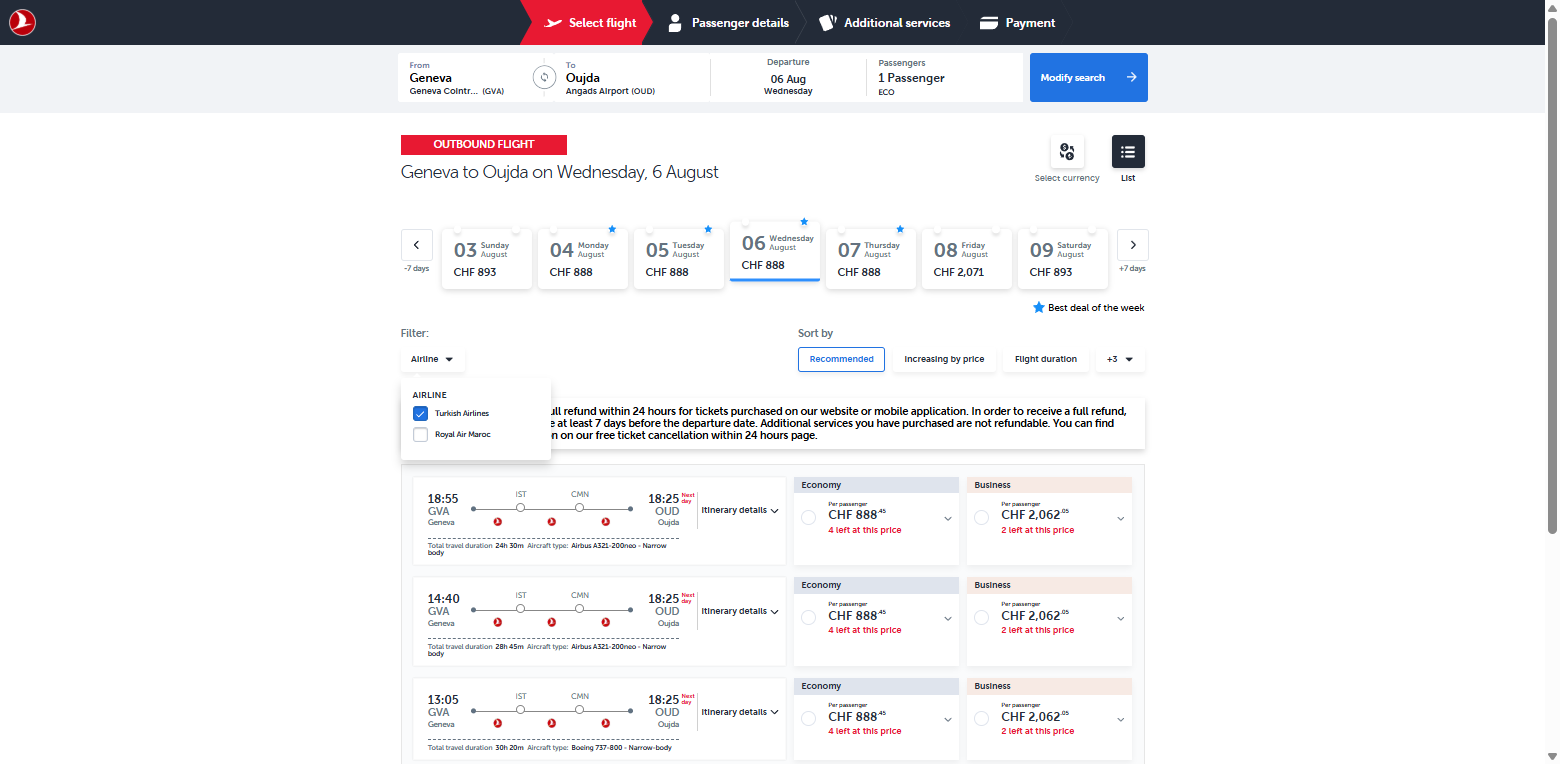 Select flight
Passenger details
Additional services
Payment
From
Geneva
Geneva Cointr... (GVA)
To
Oujda
Angads Airport (OUD)
Departure
06 Aug
Wednesday
Passengers
1 Passenger
ECO
Modify search
OUTBOUND FLIGHT
Geneva to Oujda on Wednesday, 6 August
Select currency
List
-7 days
03 Sunday August
CHF 893
04 Monday August
CHF 888
05 Tuesday August
CHF 888
06 Wednesday August
CHF 888
07 Thursday August
CHF 888
08 Friday August
CHF 2,071
09 Saturday August
CHF 893
+7 days
Best deal of the week
Filter:
Airline
Sort by
Recommended
Increasing by price
Flight duration
+3
AIRLINE
Turkish Airlines
Royal Air Maroc
ull refund within 24 hours for tickets purchased on our website or mobile application. In order to receive a full refund,
e at least 7 days before the departure date. Additional services you have purchased are not refundable. You can find
n on our free ticket cancellation within 24 hours page.
18:55
GVA
Geneva
IST
CMN
18:25 Next day
OUD
Oujda
Itinerary details
Total travel duration 24h 30m Aircraft type: Airbus A321-200neo - Narrow
body
Economy
Per passenger
CHF 888.45
4 left at this price
Business
Per passenger
CHF 2,062.05
2 left at this price
14:40
GVA
Geneva
IST
CMN
18:25 Next day
OUD
Oujda
Itinerary details
Total travel duration 28h 45m Aircraft type: Airbus A321-200neo - Narrow
body
Economy
Per passenger
CHF 888.45
4 left at this price
Business
Per passenger
CHF 2,062.05
2 left at this price
13:05
GVA
Geneva
IST
CMN
18:25 Next day
OUD
Oujda
Itinerary details
Total travel duration 30h 20m Aircraft type: Boeing 737-800 - Narrow-body
Economy
Per passenger
CHF 888.45
4 left at this price
Business
Per passenger
CHF 2,062.05
2 left at this price